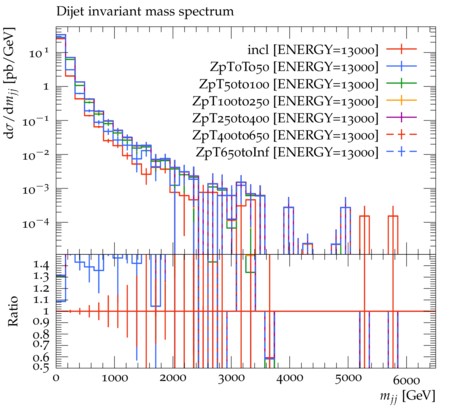 Dijet invariant mass spectrum
dσ/dm_jj [pb/GeV]
10^1
1
10^−1
10^−2
10^−3
10^−4
incl [ENERGY=13000]
ZpT0To50 [ENERGY=13000]
ZpT50to100 [ENERGY=13000]
ZpT100to250 [ENERGY=13000]
ZpT250to400 [ENERGY=13000]
ZpT400to650 [ENERGY=13000]
ZpT650toInf [ENERGY=13000]
Ratio
1.4
1.3
1.2
1.1
1
0.9
0.8
0.7
0.6
0.5
0 1000 2000 3000 4000 5000 6000
m_jj [GeV]